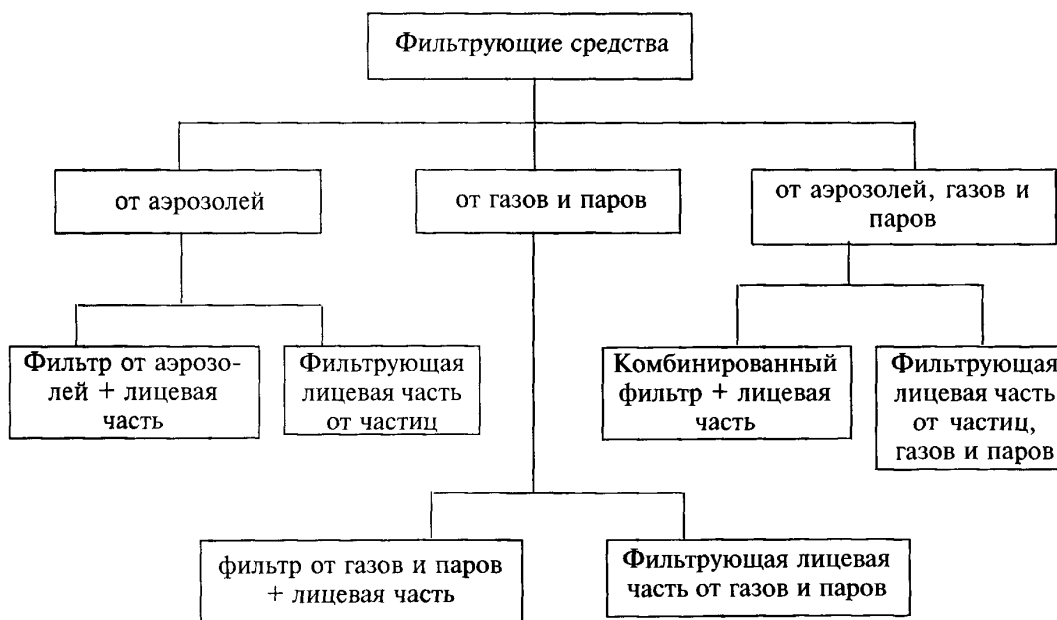 Фильтрующие средства
от аэрозолей
от газов и паров
от аэрозолей, газов и
паров
Фильтр от аэрозо-
лей + лицевая
часть
Фильтрующая
лицевая часть
от частиц
Комбинированный
фильтр + лицевая
часть
Фильтрующая
лицевая часть
от частиц,
газов и паров
фильтр от газов и паров
+ лицевая часть
Фильтрующая лицевая
часть от газов и паров